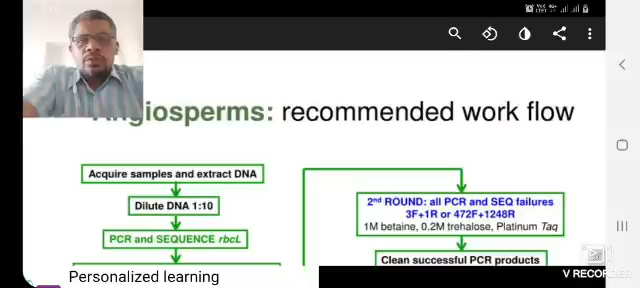 Angiosperms: recommended work flow
Acquire samples and extract DNA
Dilute DNA 1:10
PCR and SEQUENCE rbcL
2nd ROUND: all PCR and SEQ failures
3F+1R or 472F+1248R
1M betaine, 0.2M trehalose, Platinum Taq
Clean successful PCR products
Personalized learning
V RECORDER